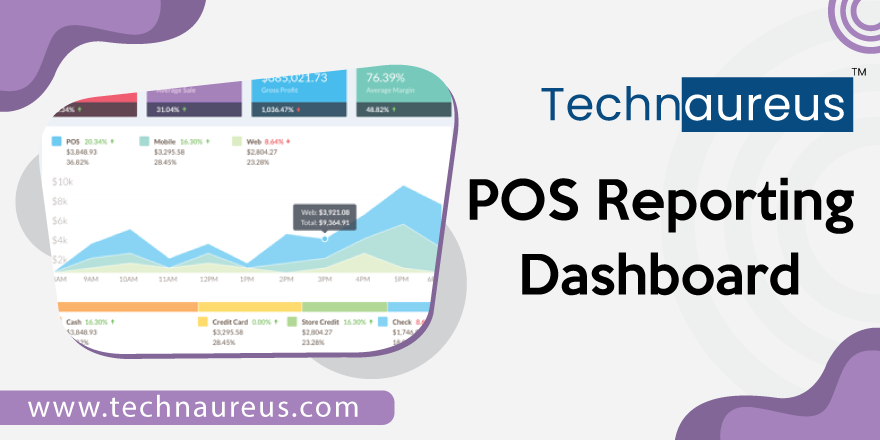 Technaureus™
POS Reporting
Dashboard
Average Sale
31.04%
$685,021.73
Gross Profit
1,036.47%
76.39%
Average Margin
48.82%
POS 20.34%
$3,848.93
36.82%
Mobile 16.30%
$3,295.58
28.45%
Web 8.64%
$2,804.27
23.28%
$10k
$8k
$6k
$4k
$2k
Web: $3,921.08
Total: $9,364.91
9AM 10AM 11AM 12PM 1PM 2PM 3PM 4PM 5PM
Cash 16.30%
$3,848.93
Credit Card 0.00%
$3,295.58
28.45%
Store Credit 16.30%
$2,804.27
23.28%
Check
www.technaureus.com